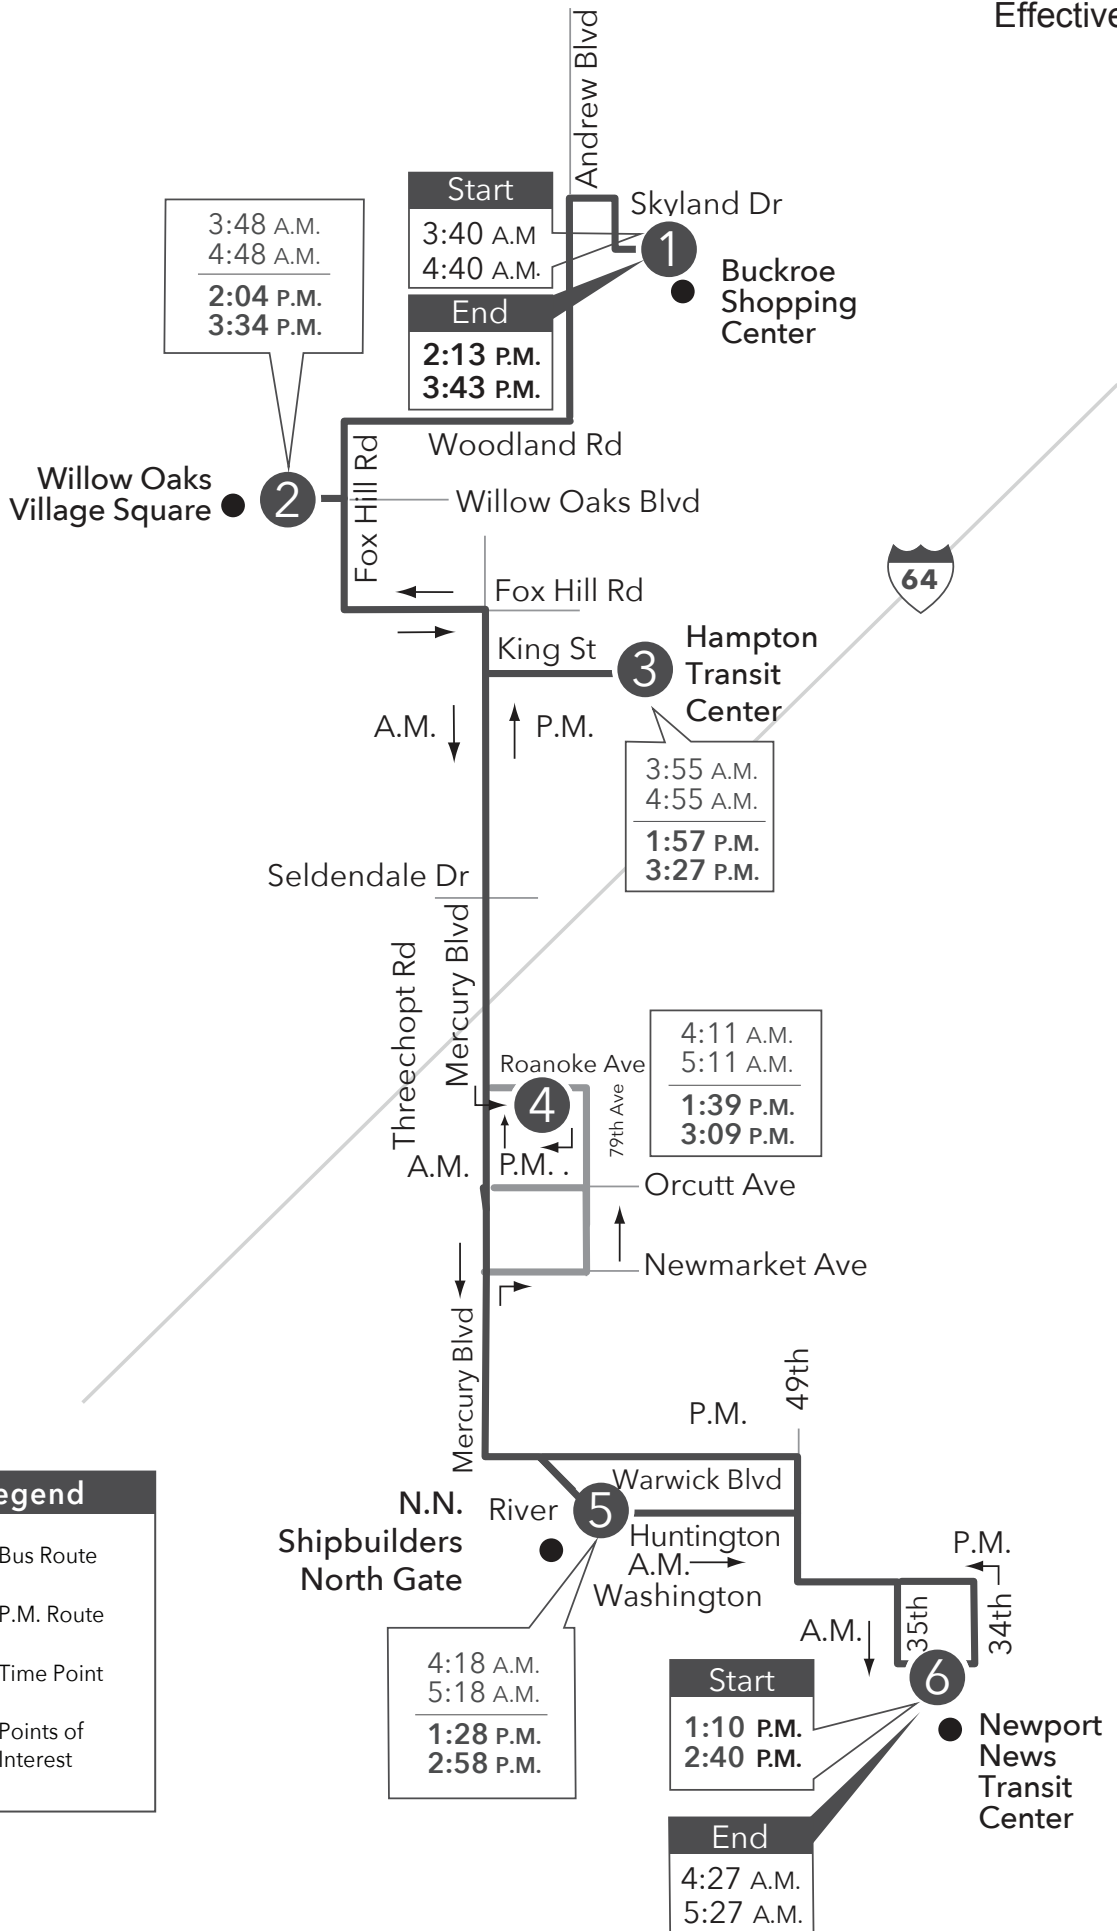 Effective
Andrew Blvd
Start
3:40 A.M
4:40 A.M.
End
2:13 P.M.
3:43 P.M.
Skyland Dr
1
Buckroe
Shopping
Center
3:48 A.M.
4:48 A.M.
2:04 P.M.
3:34 P.M.
Woodland Rd
Willow Oaks
Village Square
2
Fox Hill Rd
Willow Oaks Blvd
64
Fox Hill Rd
King St
3
Hampton
Transit
Center
A.M.
P.M.
3:55 A.M.
4:55 A.M.
1:57 P.M.
3:27 P.M.
Seldendale Dr
Threechopt Rd
Mercury Blvd
Roanoke Ave
4
79th Ave
4:11 A.M.
5:11 A.M.
1:39 P.M.
3:09 P.M.
A.M.
P.M. .
Orcutt Ave
Newmarket Ave
Mercury Blvd
P.M.
49th
Warwick Blvd
N.N.
Shipbuilders
North Gate
River
5
Huntington
A.M.
Washington
P.M.
A.M.
35th
34th
6
4:18 A.M.
5:18 A.M.
1:28 P.M.
2:58 P.M.
Start
1:10 P.M.
2:40 P.M.
End
4:27 A.M.
5:27 A.M.
Newport
News
Transit
Center
egend
Bus Route
P.M. Route
Time Point
Points of
Interest